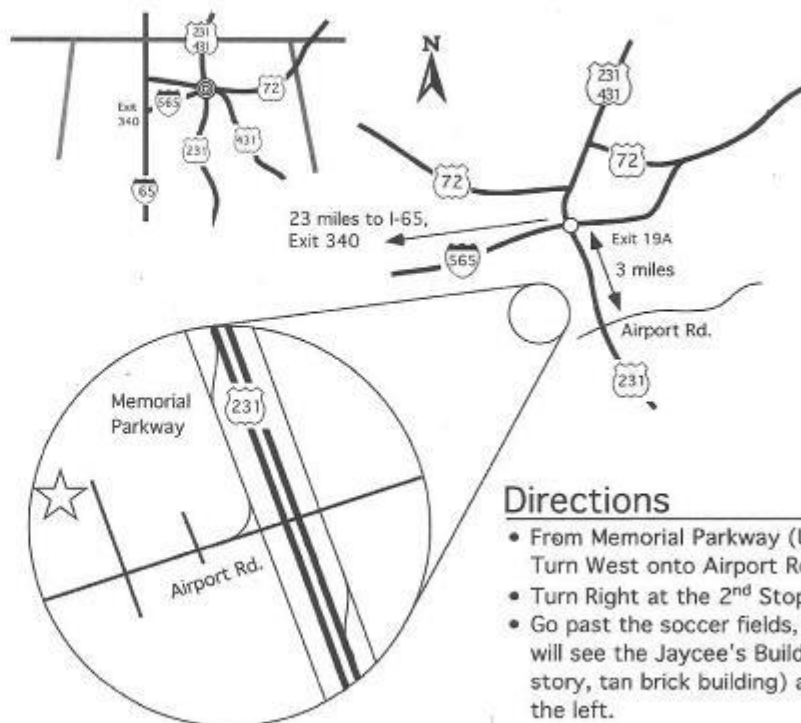 231
431
Exit
340
565
72
231
431
65
N
231
431
72
72
23 miles to I-65,
Exit 340
565
Exit 19A
3 miles
Airport Rd.
231
Memorial
Parkway
231
Airport Rd.
Directions
• From Memorial Parkway (
Turn West onto Airport
• Turn Right at the 2nd Stop
• Go past the soccer fields,
will see the Jaycee's
story, tan brick building)
the left.